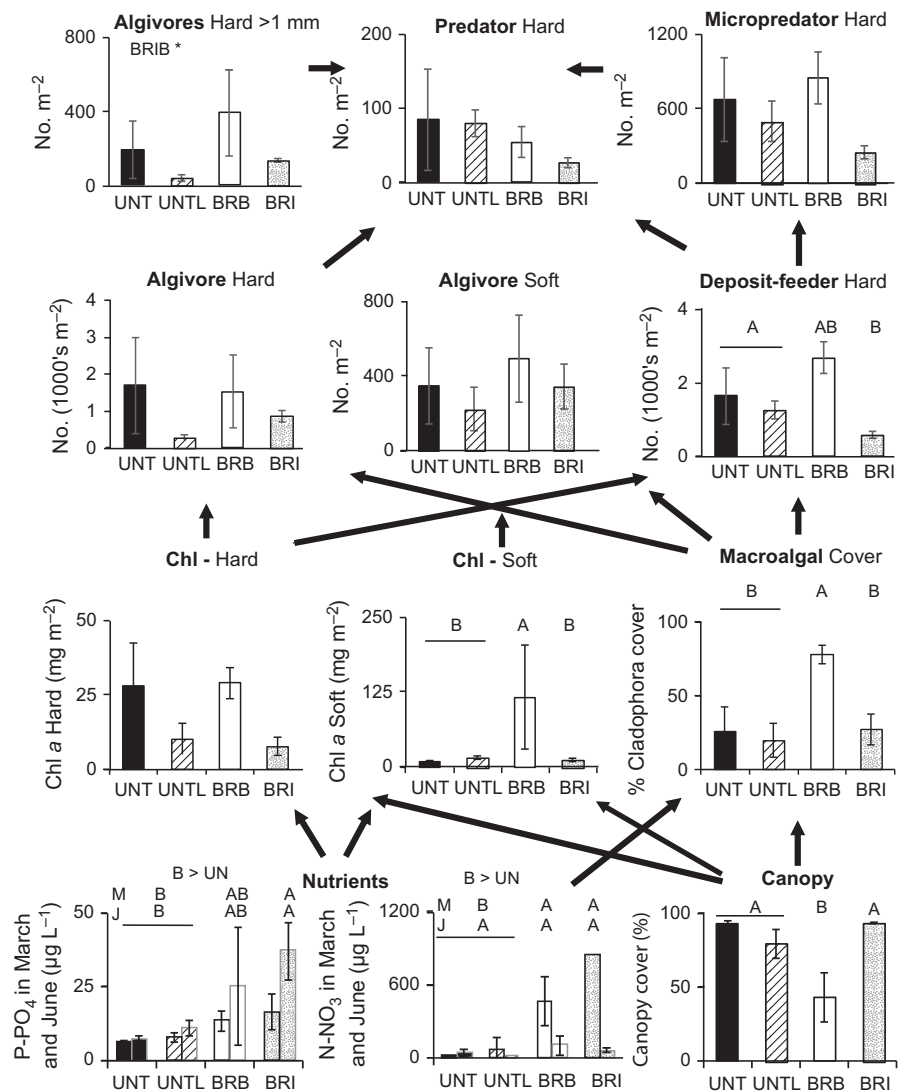 Algivores Hard >1 mm
BRIB *
800
400
0
No. m−2
UNT UNTL BRB BRI
Predator Hard
200
100
0
No. m−2
UNT UNTL BRB BRI
Micropredator Hard
1200
600
0
No. m−2
UNT UNTL BRB BRI
Algivore Hard
4
3
2
1
0
No. (1000's m−2)
UNT UNTL BRB BRI
Algivore Soft
800
400
0
No. m−2
UNT UNTL BRB BRI
Deposit-feeder Hard
A AB B
4
2
0
No. (1000's m−2)
UNT UNTL BRB BRI
Chl - Hard
50
25
0
Chl a Hard (mg m−2)
UNT UNTL BRB BRI
Chl - Soft
B A B
250
125
0
Chl a Soft (mg m−2)
UNT UNTL BRB BRI
Macroalgal Cover
B A B
100
50
0
% Cladophora cover
UNT UNTL BRB BRI
Nutrients
B > UN
M B AB A
J B AB A
50
25
0
P-PO4 in March
and June (µg L−1)
UNT UNTL BRB BRI
B > UN
M B A A
J A A A
1200
600
0
N-NO3 in March
and June (µg L−1)
UNT UNTL BRB BRI
Canopy
A B A
100
50
0
Canopy cover (%)
UNT UNTL BRB BRI